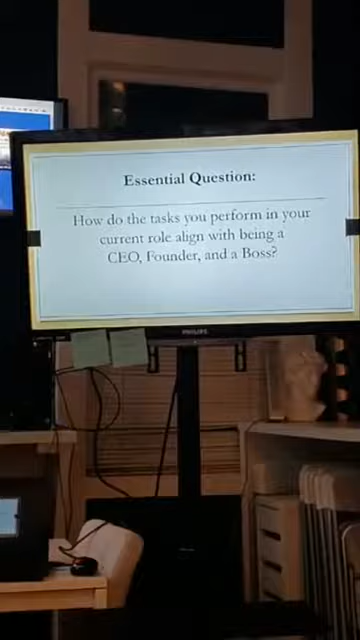 Essential Question:
How do the tasks you perform in your
current role align with being a
CEO, Founder, and a Boss?
PHILIPS